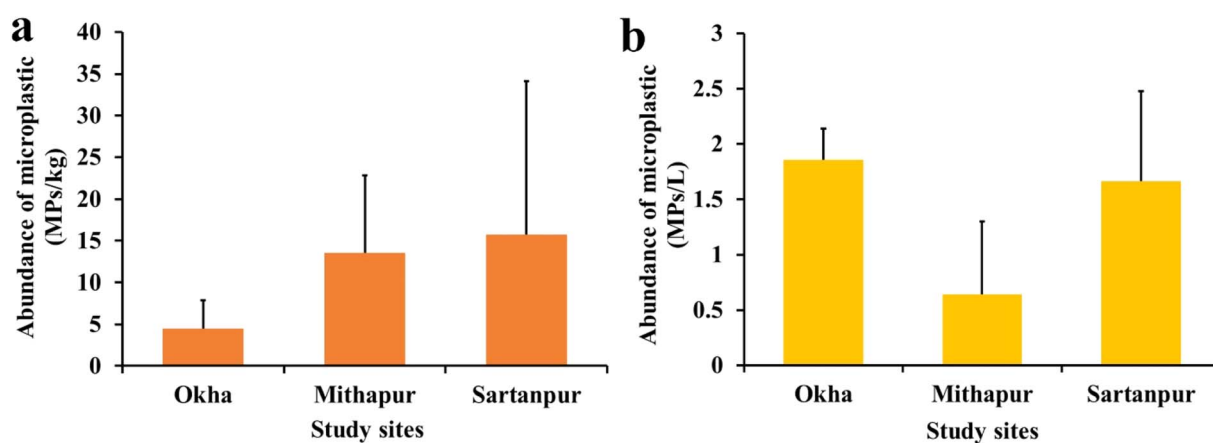 a
Abundance of microplastic
(MPs/kg)
40
35
30
25
20
15
10
5
0
Okha Mithapur Sartanpur
Study sites
b
Abundance of microplastic
(MPs/L)
3
2.5
2
1.5
1
0.5
0
Okha Mithapur Sartanpur
Study sites